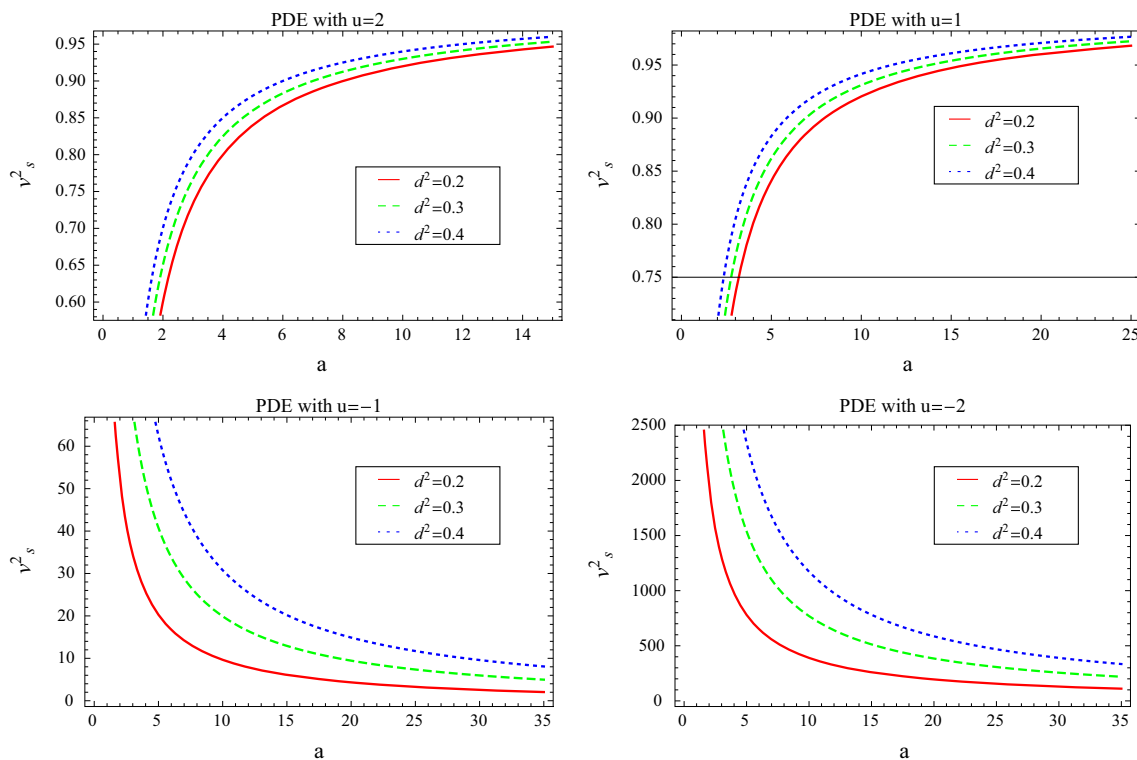 PDE with u=2
0.95
0.90
0.85
0.80
0.75
0.70
0.65
0.60
v²ₛ
d²=0.2
d²=0.3
d²=0.4
0 2 4 6 8 10 12 14
a
PDE with u=1
0.95
0.90
0.85
0.80
0.75
v²ₛ
d²=0.2
d²=0.3
d²=0.4
0 5 10 15 20 25
a
PDE with u=−1
60
50
40
30
20
10
0
v²ₛ
d²=0.2
d²=0.3
d²=0.4
0 5 10 15 20 25 30 35
a
PDE with u=−2
2500
2000
1500
1000
500
0
v²ₛ
d²=0.2
d²=0.3
d²=0.4
0 5 10 15 20 25 30 35
a